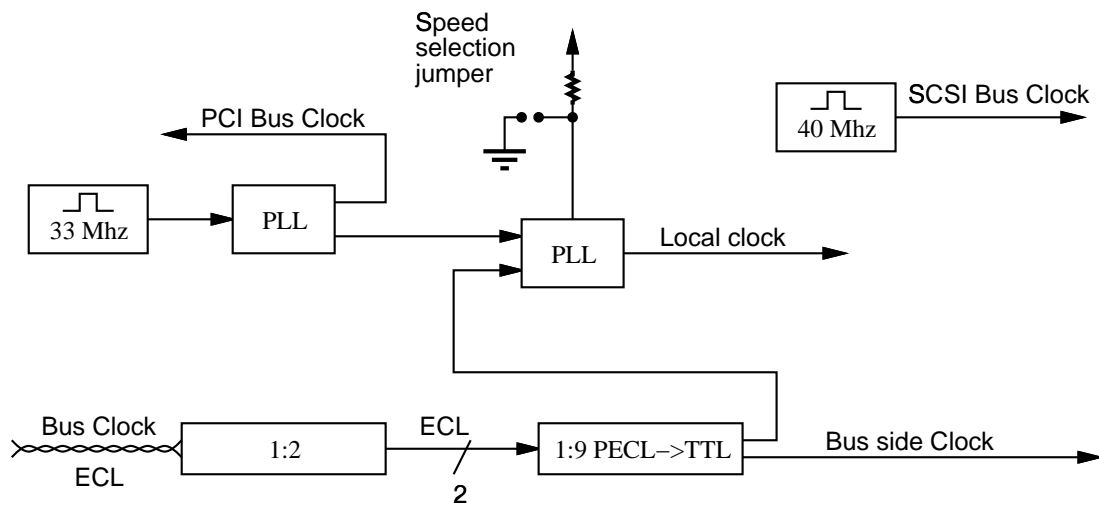 Speed
selection
jumper
SCSI Bus Clock
40 Mhz
PCI Bus Clock
33 Mhz
PLL
PLL
Local clock
Bus Clock
ECL
1:2
ECL
2
1:9 PECL−>TTL
Bus side Clock